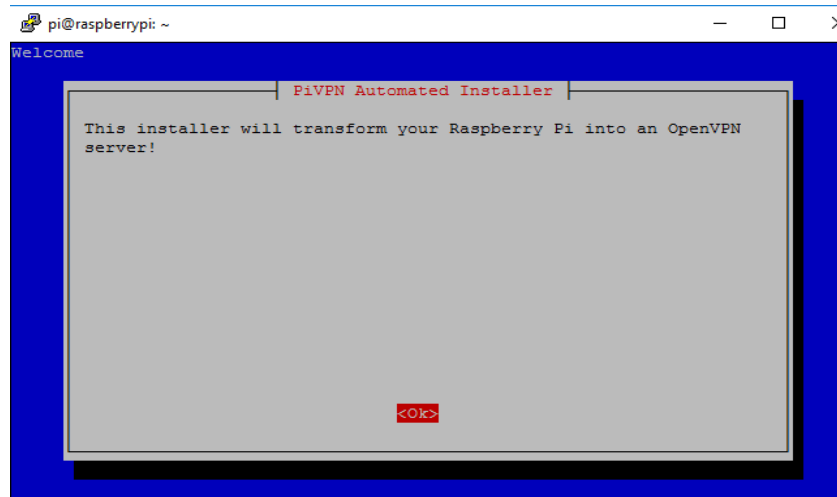 pi@raspberrypi: ~
Welcome
PiVPN Automated Installer
This installer will transform your Raspberry Pi into an OpenVPN
server!
<Ok>